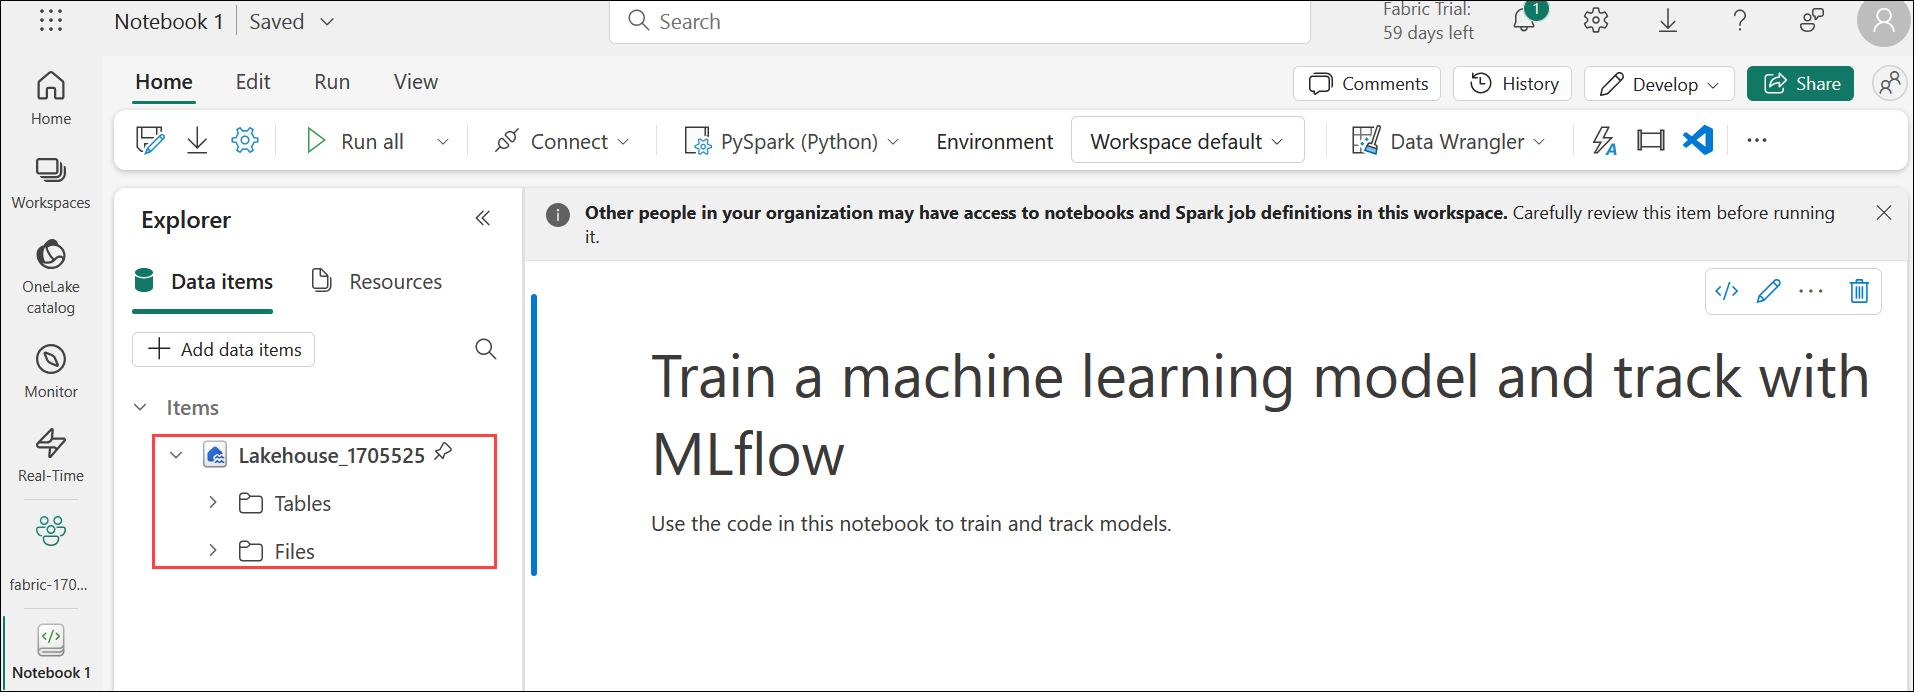 Notebook 1 Saved
Search
Fabric Trial:
59 days left
1
Home Edit Run View
Comments History Develop Share
Run all Connect PySpark (Python) Environment Workspace default Data Wrangler
Home
Workspaces
OneLake
catalog
Monitor
Real-Time
fabric-170...
Notebook 1
Explorer
Data items Resources
Add data items
Items
Lakehouse_1705525
Tables
Files
Other people in your organization may have access to notebooks and Spark job definitions in this workspace. Carefully review this item before running
it.
Train a machine learning model and track with
MLflow
Use the code in this notebook to train and track models.